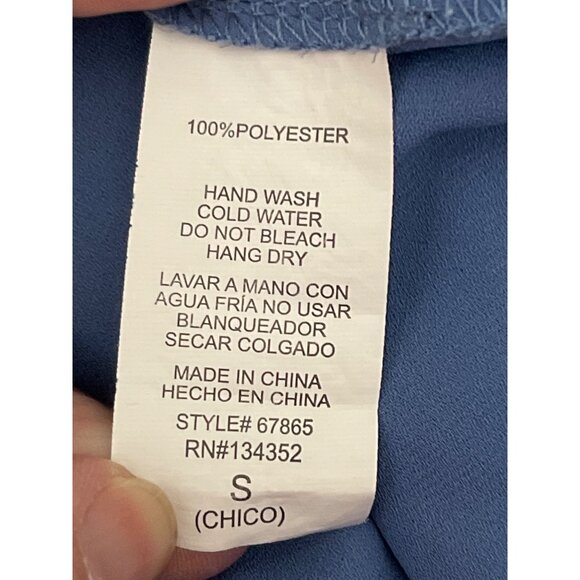 100%POLYESTER
HAND WASH
COLD WATER
DO NOT BLEACH
HANG DRY
LAVAR A MANO CON
AGUA FRÍA NO USAR
BLANQUEADOR
SECAR COLGADO
MADE IN CHINA
HECHO EN CHINA
STYLE# 67865
RN#134352
S
(CHICO)